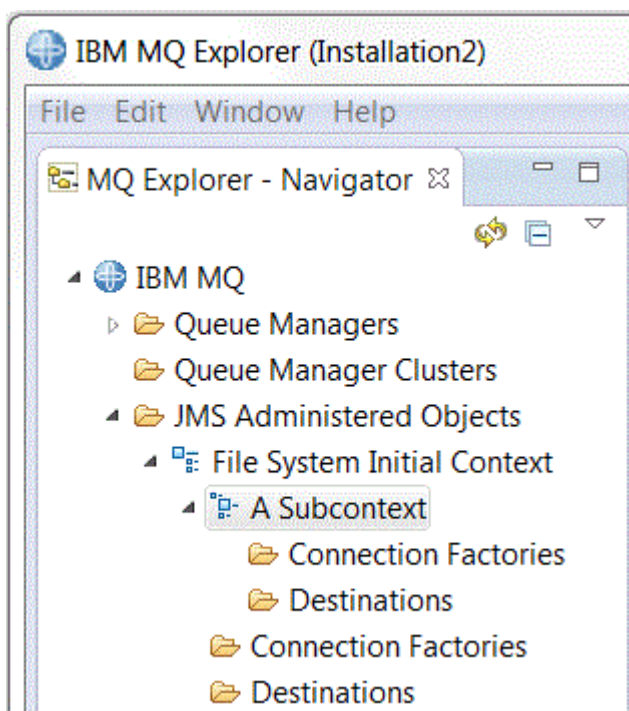 IBM MQ Explorer (Installation2)
File Edit Window Help
MQ Explorer - Navigator
IBM MQ
Queue Managers
Queue Manager Clusters
JMS Administered Objects
File System Initial Context
A Subcontext
Connection Factories
Destinations
Connection Factories
Destinations